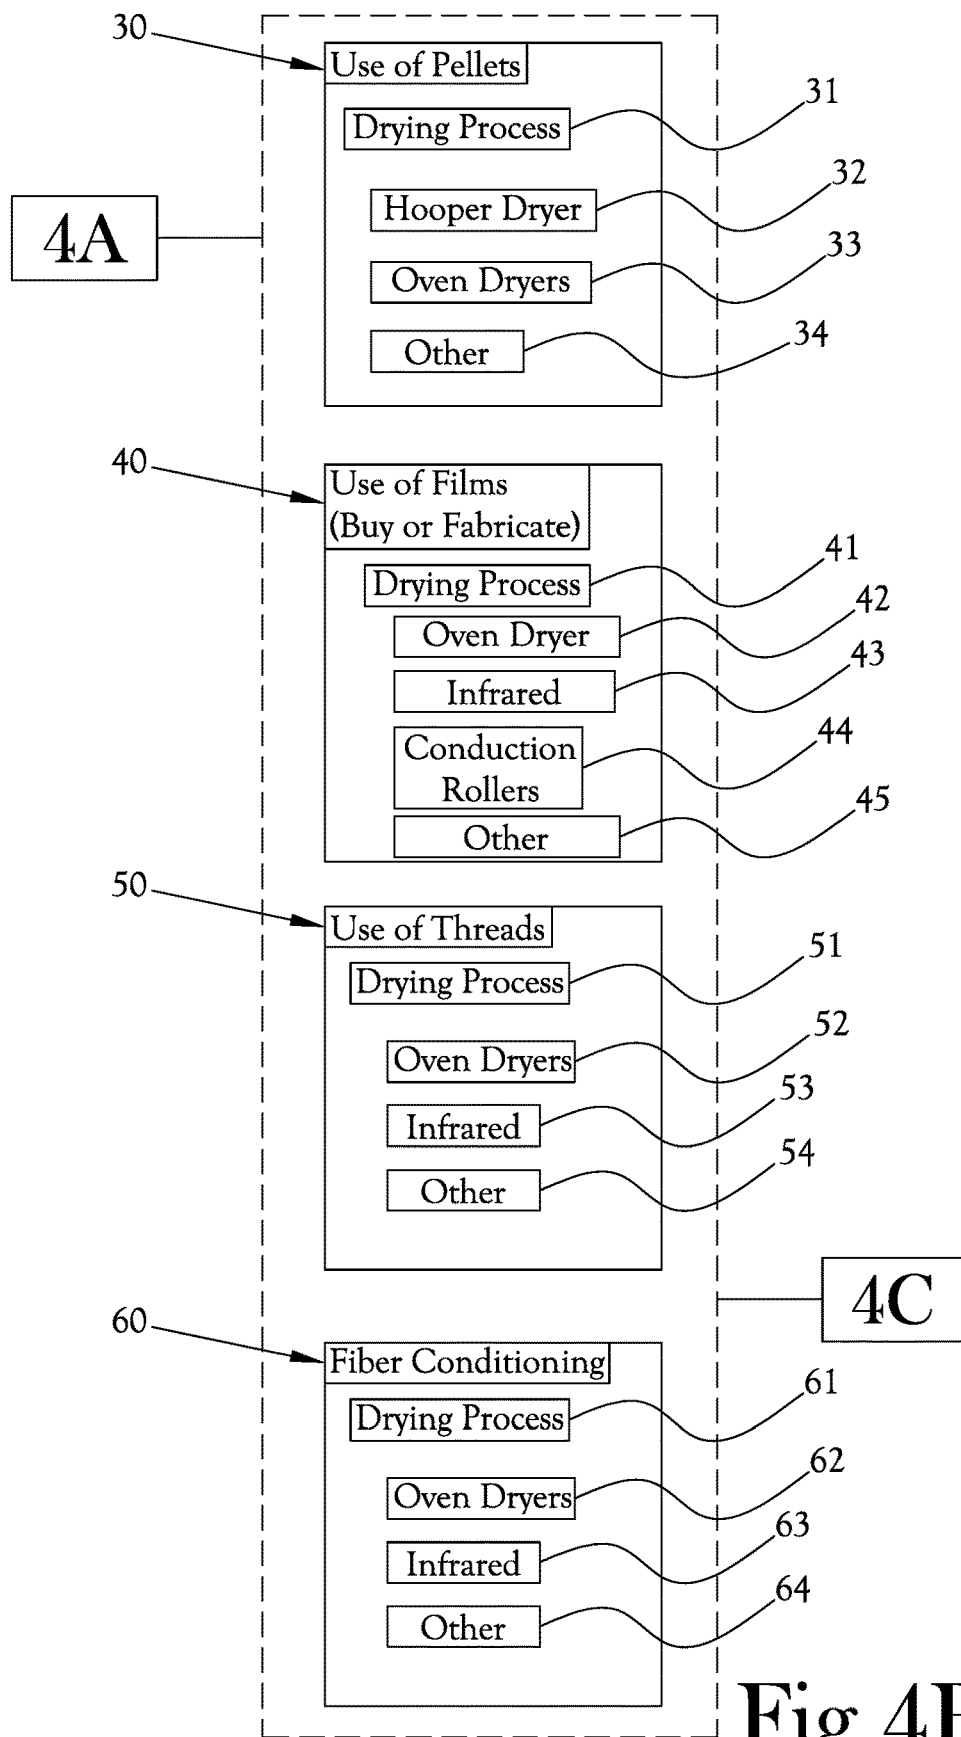 30
Use of Pellets
Drying Process
31
Hooper Dryer
32
4A
Oven Dryers
33
Other
34
40
Use of Films
(Buy or Fabricate)
Drying Process
41
Oven Dryer
42
Infrared
43
Conduction
Rollers
44
Other
45
50
Use of Threads
Drying Process
51
Oven Dryers
52
Infrared
53
Other
54
4C
60
Fiber Conditioning
Drying Process
61
Oven Dryers
62
Infrared
63
Other
64
Fig 4B